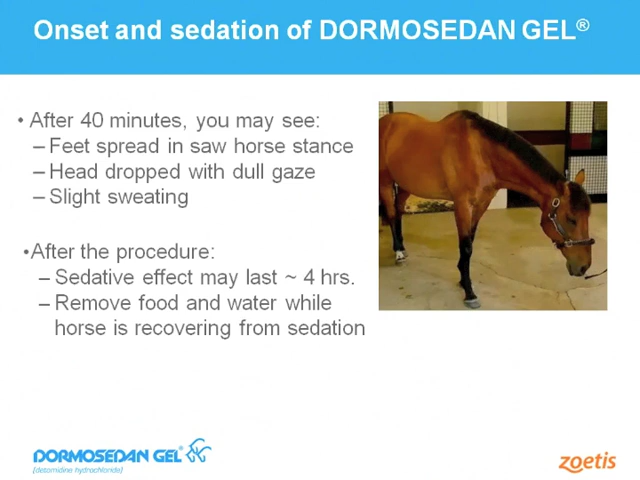 Onset and sedation of DORMOSEDAN GEL®
• After 40 minutes, you may see:
– Feet spread in saw horse stance
– Head dropped with dull gaze
– Slight sweating
•After the procedure:
– Sedative effect may last ~ 4 hrs.
– Remove food and water while
horse is recovering from sedation
DORMOSEDAN GEL®
(detomidine hydrochloride)
zoetis